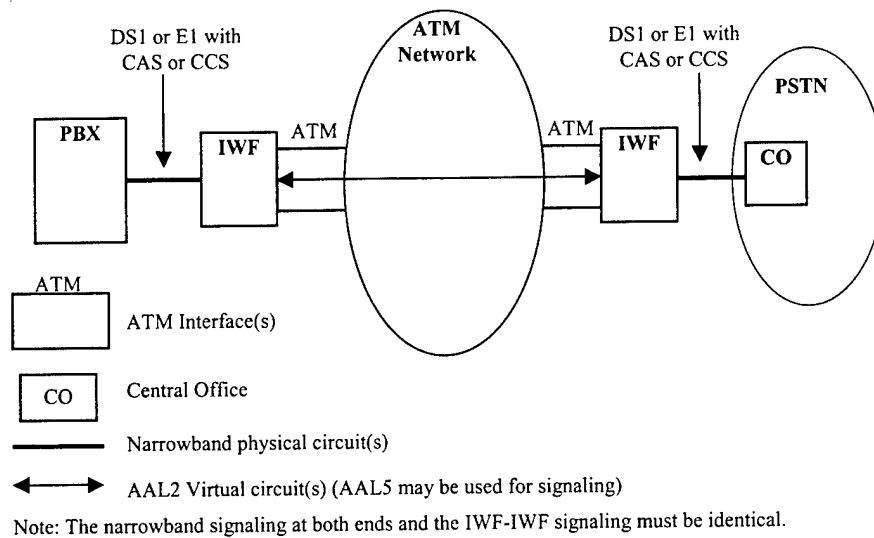 DS1 or E1 with
CAS or CCS
ATM
Network
DS1 or E1 with
CAS or CCS
PSTN
PBX
IWF
ATM
ATM
IWF
CO
ATM
ATM Interface(s)
CO
Central Office
Narrowband physical circuit(s)
AAL2 Virtual circuit(s) (AAL5 may be used for signaling)
Note: The narrowband signaling at both ends and the IWF-IWF signaling must be identical.